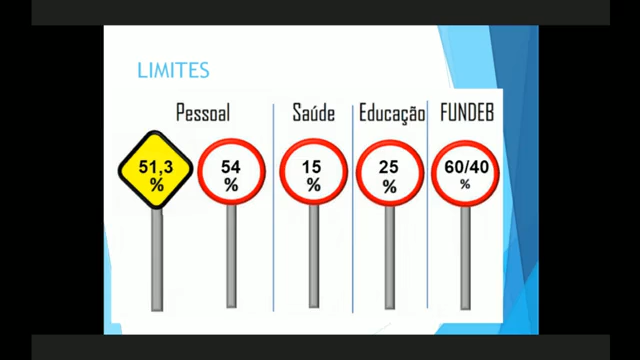 LIMITES
Pessoal
Saúde
Educação
FUNDEB
51,3
%
54
%
15
%
25
%
60/40
%